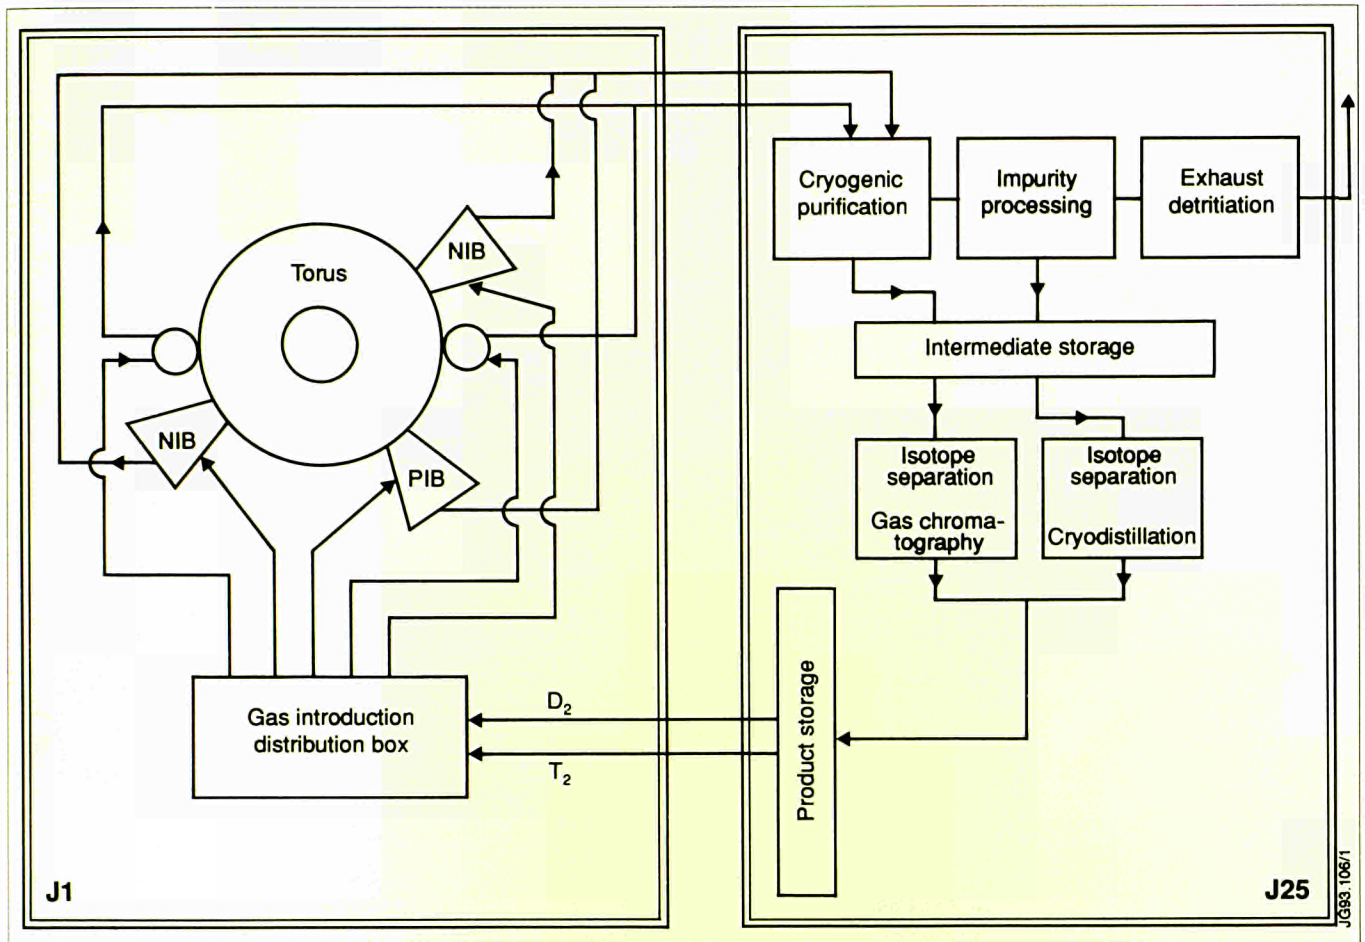 Torus
NIB
NIB
PIB
Gas introduction
distribution box
D₂
T₂
J1
Cryogenic
purification
Impurity
processing
Exhaust
detritiation
Intermediate storage
Isotope
separation
Gas chroma-
tography
Isotope
separation
Cryodistillation
Product storage
J25
JG93.106/1